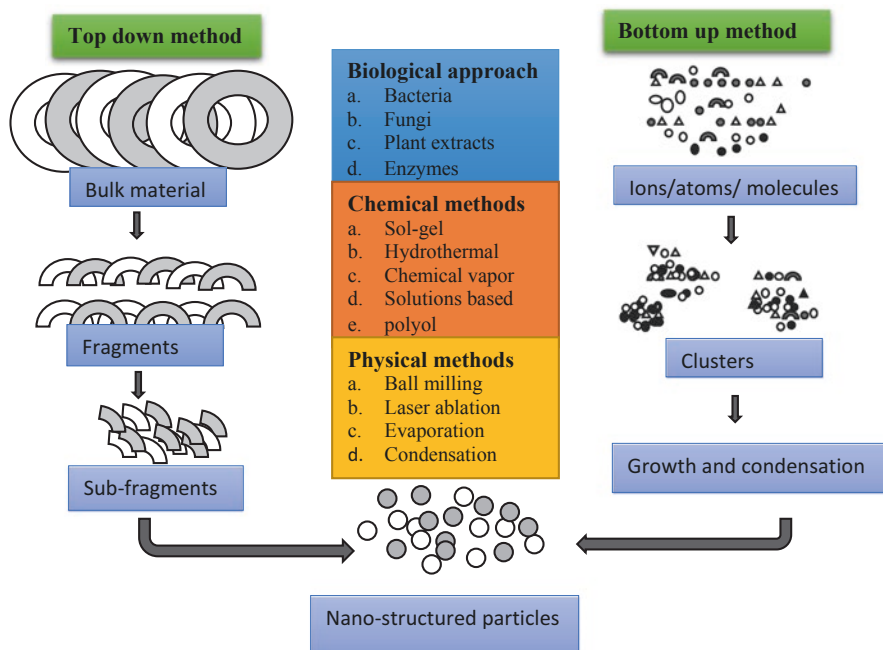 Top down method
Bulk material
Fragments
Sub-fragments
Biological approach
a. Bacteria
b. Fungi
c. Plant extracts
d. Enzymes
Chemical methods
a. Sol-gel
b. Hydrothermal
c. Chemical vapor
d. Solutions based
e. polyol
Physical methods
a. Ball milling
b. Laser ablation
c. Evaporation
d. Condensation
Bottom up method
Ions/atoms/ molecules
Clusters
Growth and condensation
Nano-structured particles